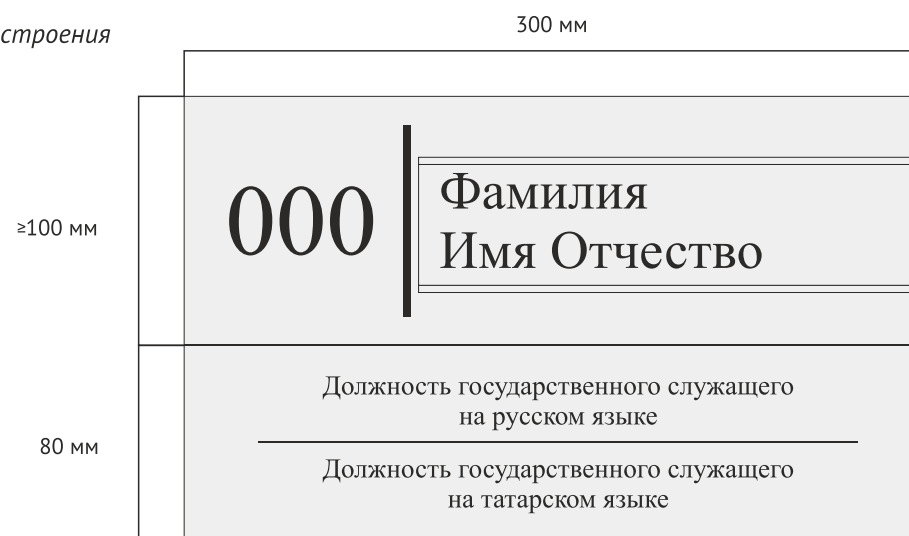 строения
300 мм
≥100 мм
000
Фамилия
Имя Отчество
80 мм
Должность государственного служащего
на русском языке
Должность государственного служащего
на татарском языке